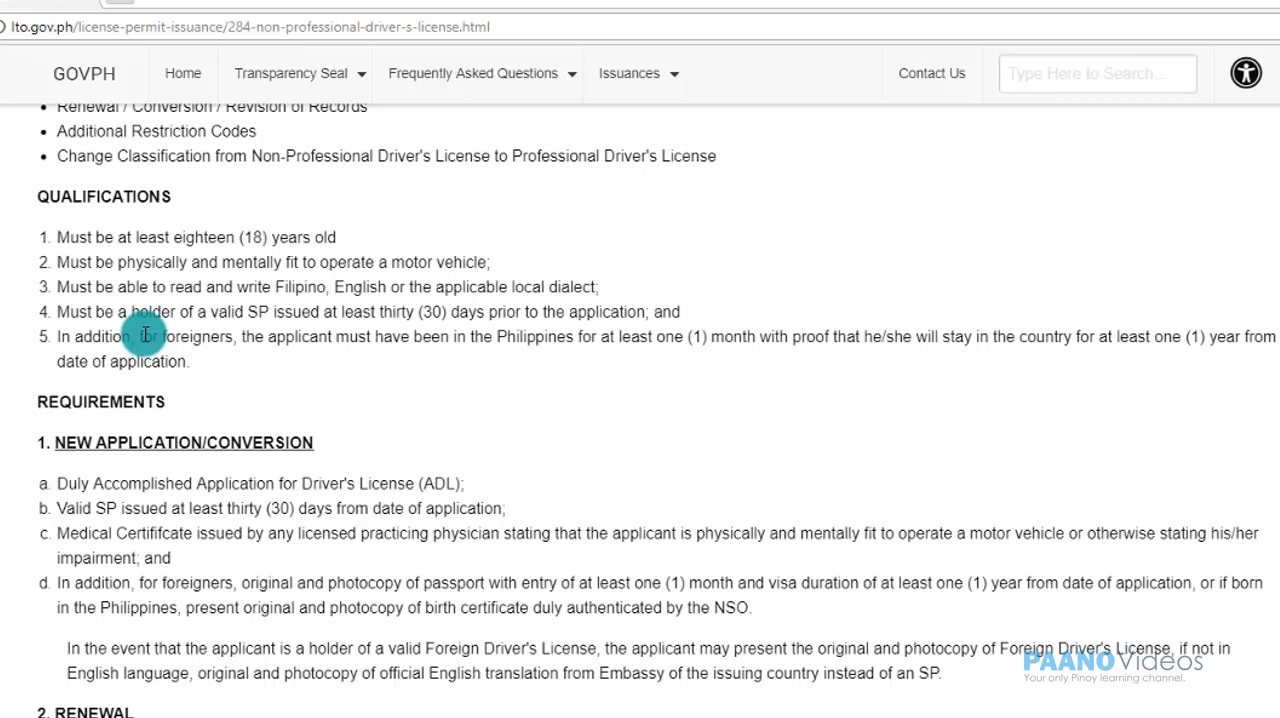 lto.gov.ph/license-permit-issuance/284-non-professional-driver-s-license.html
GOVPH Home Transparency Seal Frequently Asked Questions Issuances Contact Us Type Here to Search...
• Renewal / Conversion / Revision of Records
• Additional Restriction Codes
• Change Classification from Non-Professional Driver's License to Professional Driver's License
QUALIFICATIONS
1. Must be at least eighteen (18) years old
2. Must be physically and mentally fit to operate a motor vehicle;
3. Must be able to read and write Filipino, English or the applicable local dialect;
4. Must be a holder of a valid SP issued at least thirty (30) days prior to the application; and
5. In addition, for foreigners, the applicant must have been in the Philippines for at least one (1) month with proof that he/she will stay in the country for at least one (1) year from
date of application.
REQUIREMENTS
1. NEW APPLICATION/CONVERSION
a. Duly Accomplished Application for Driver's License (ADL);
b. Valid SP issued at least thirty (30) days from date of application;
c. Medical Certififcate issued by any licensed practicing physician stating that the applicant is physically and mentally fit to operate a motor vehicle or otherwise stating his/her
impairment; and
d. In addition, for foreigners, original and photocopy of passport with entry of at least one (1) month and visa duration of at least one (1) year from date of application, or if born
in the Philippines, present original and photocopy of birth certificate duly authenticated by the NSO.
In the event that the applicant is a holder of a valid Foreign Driver's License, the applicant may present the original and photocopy of Foreign Driver's License, if not in
English language, original and photocopy of official English translation from Embassy of the issuing country instead of an SP.
PAANO Videos
Your only Pinoy learning channel.
2. RENEWAL